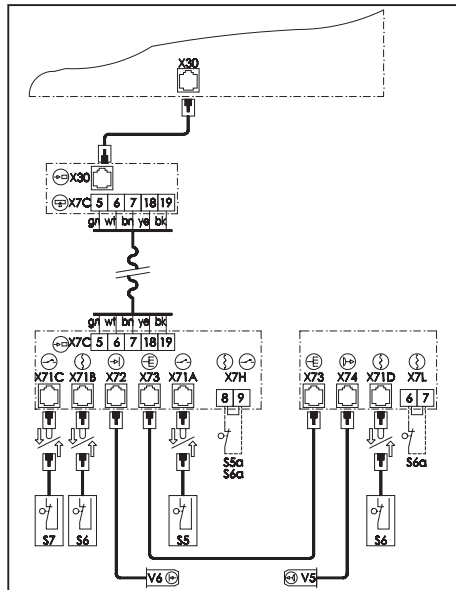 X30
X30
X7C 5 6 7 18 19
gn wt bn ye bk
gn wt bn ye bk
X7C 5 6 7 18 19
X71C X71B X72 X73 X71A X7H
X73 X74 X71D X7L
8 9
6 7
S5a
S6a
S6a
S7 S6 S5 S6
V6 V5